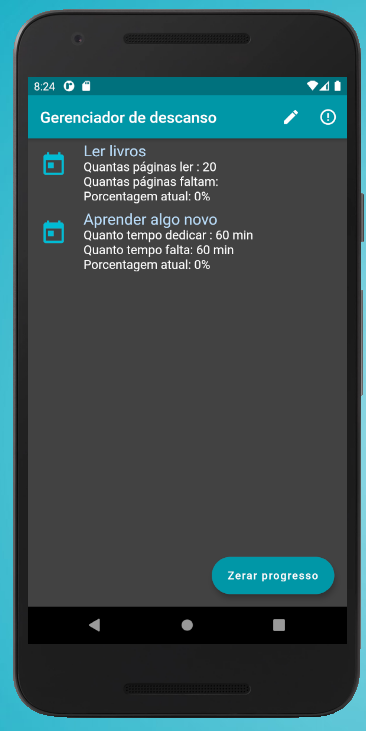 8:24
Gerenciador de descanso
Ler livros
Quantas páginas ler : 20
Quantas páginas faltam:
Porcentagem atual: 0%
Aprender algo novo
Quanto tempo dedicar : 60 min
Quanto tempo falta: 60 min
Porcentagem atual: 0%
Zerar progresso